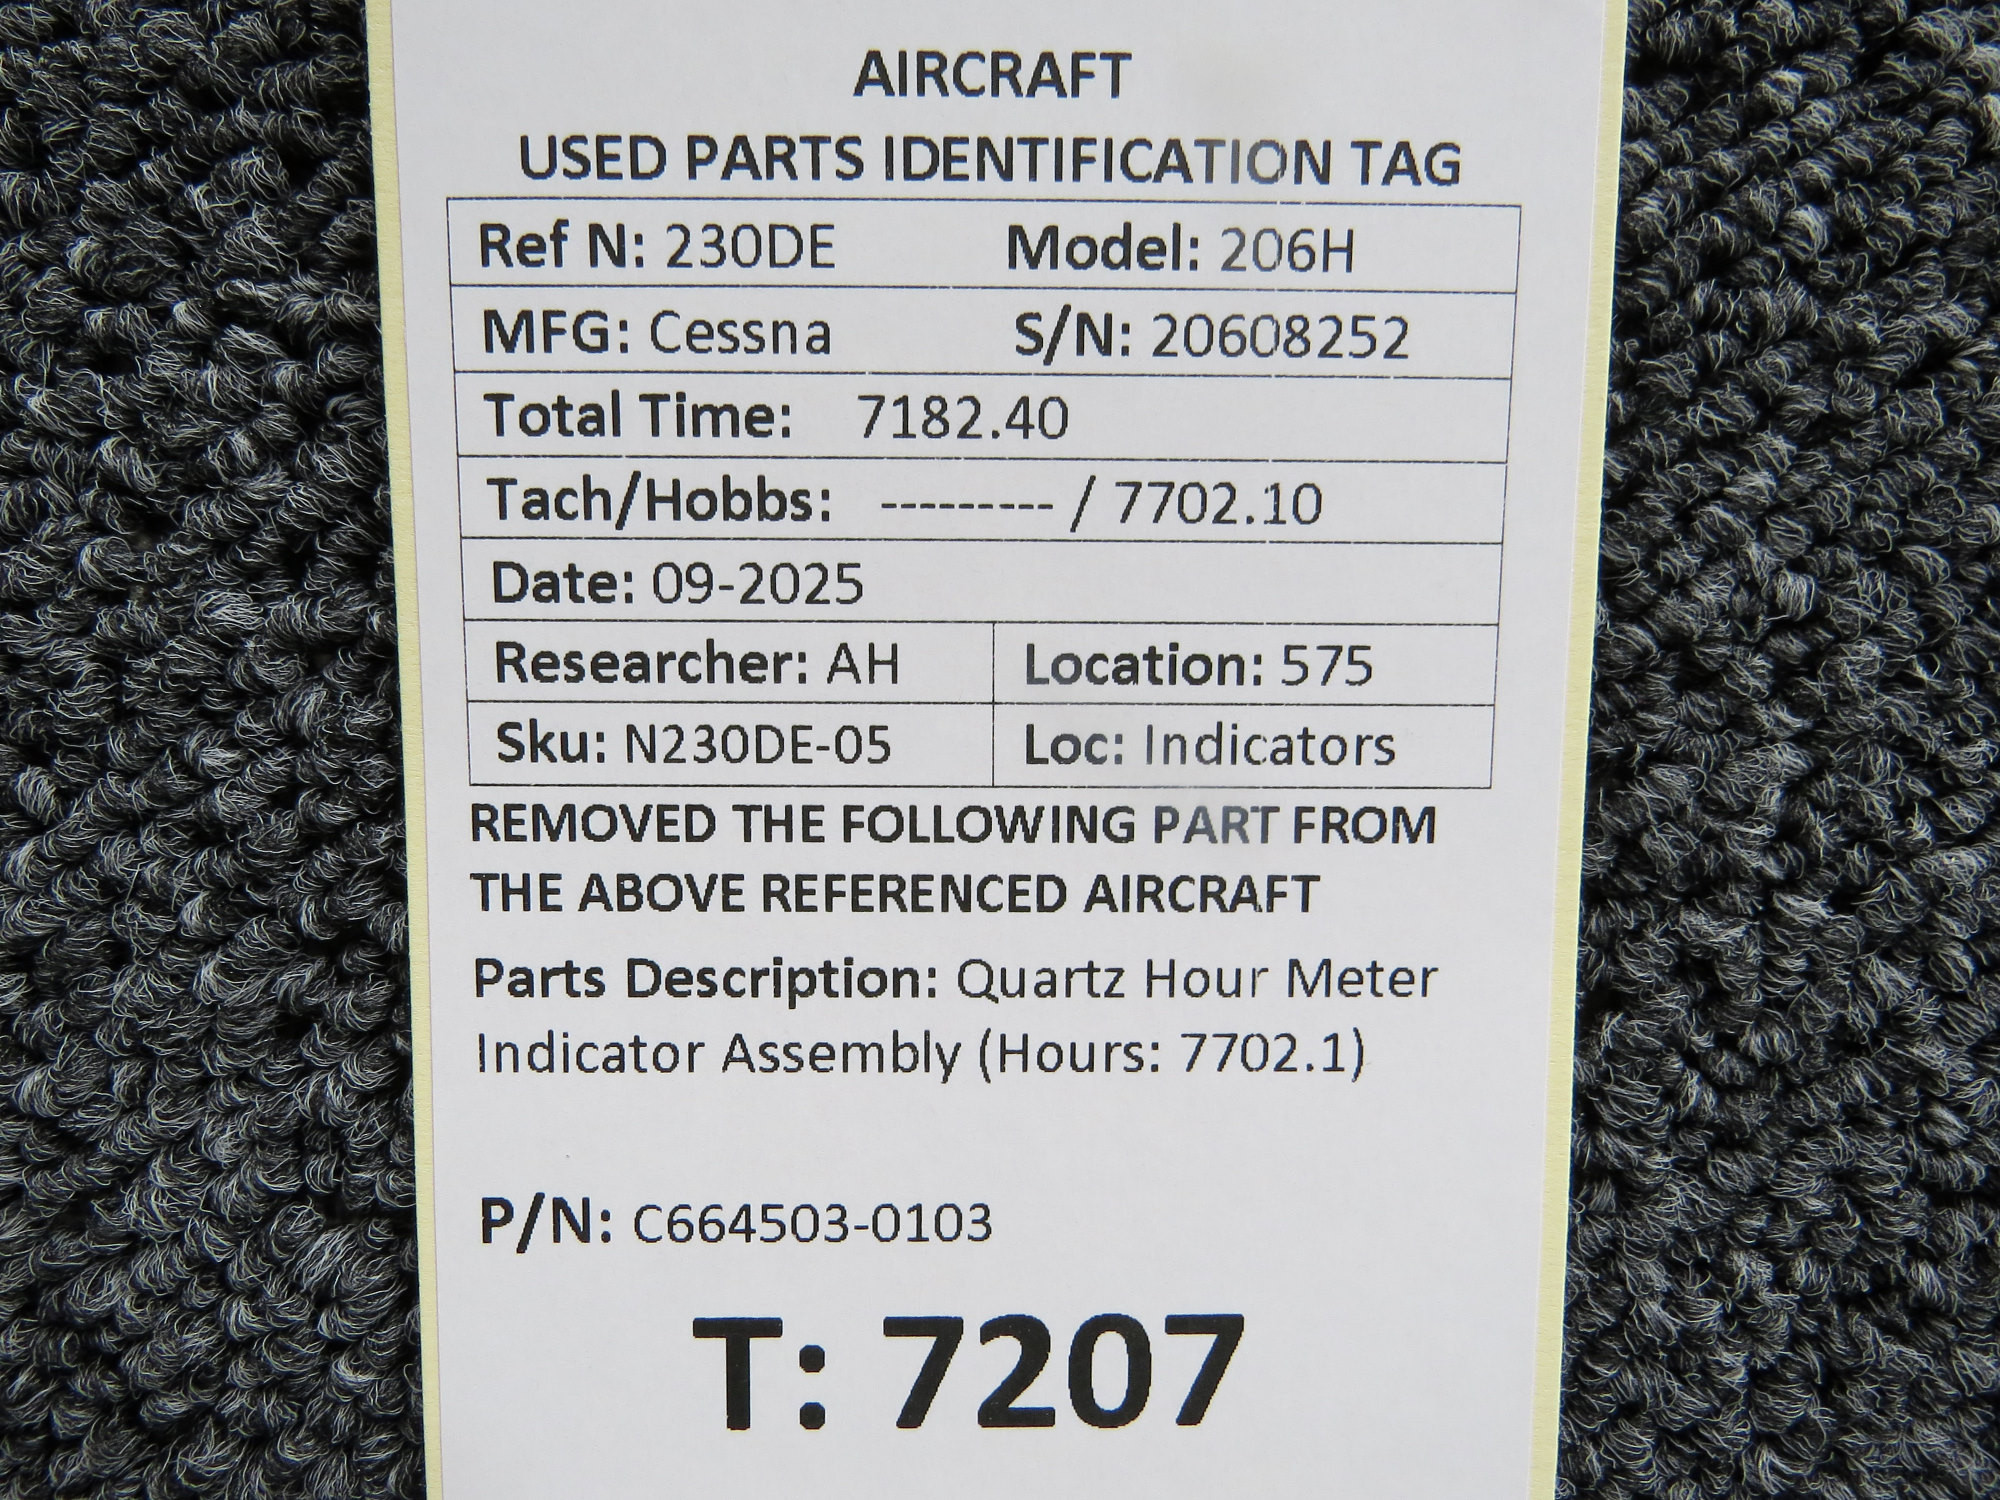 AIRCRAFT
USED PARTS IDENTIFICATION TAG
Ref N: 230DE Model: 206H
MFG: Cessna S/N: 20608252
Total Time: 7182.40
Tach/Hobbs: --------- / 7702.10
Date: 09-2025
Researcher: AH Location: 575
Sku: N230DE-05 Loc: Indicators
REMOVED THE FOLLOWING PART FROM
THE ABOVE REFERENCED AIRCRAFT
Parts Description: Quartz Hour Meter
Indicator Assembly (Hours: 7702.1)
P/N: C664503-0103
T: 7207